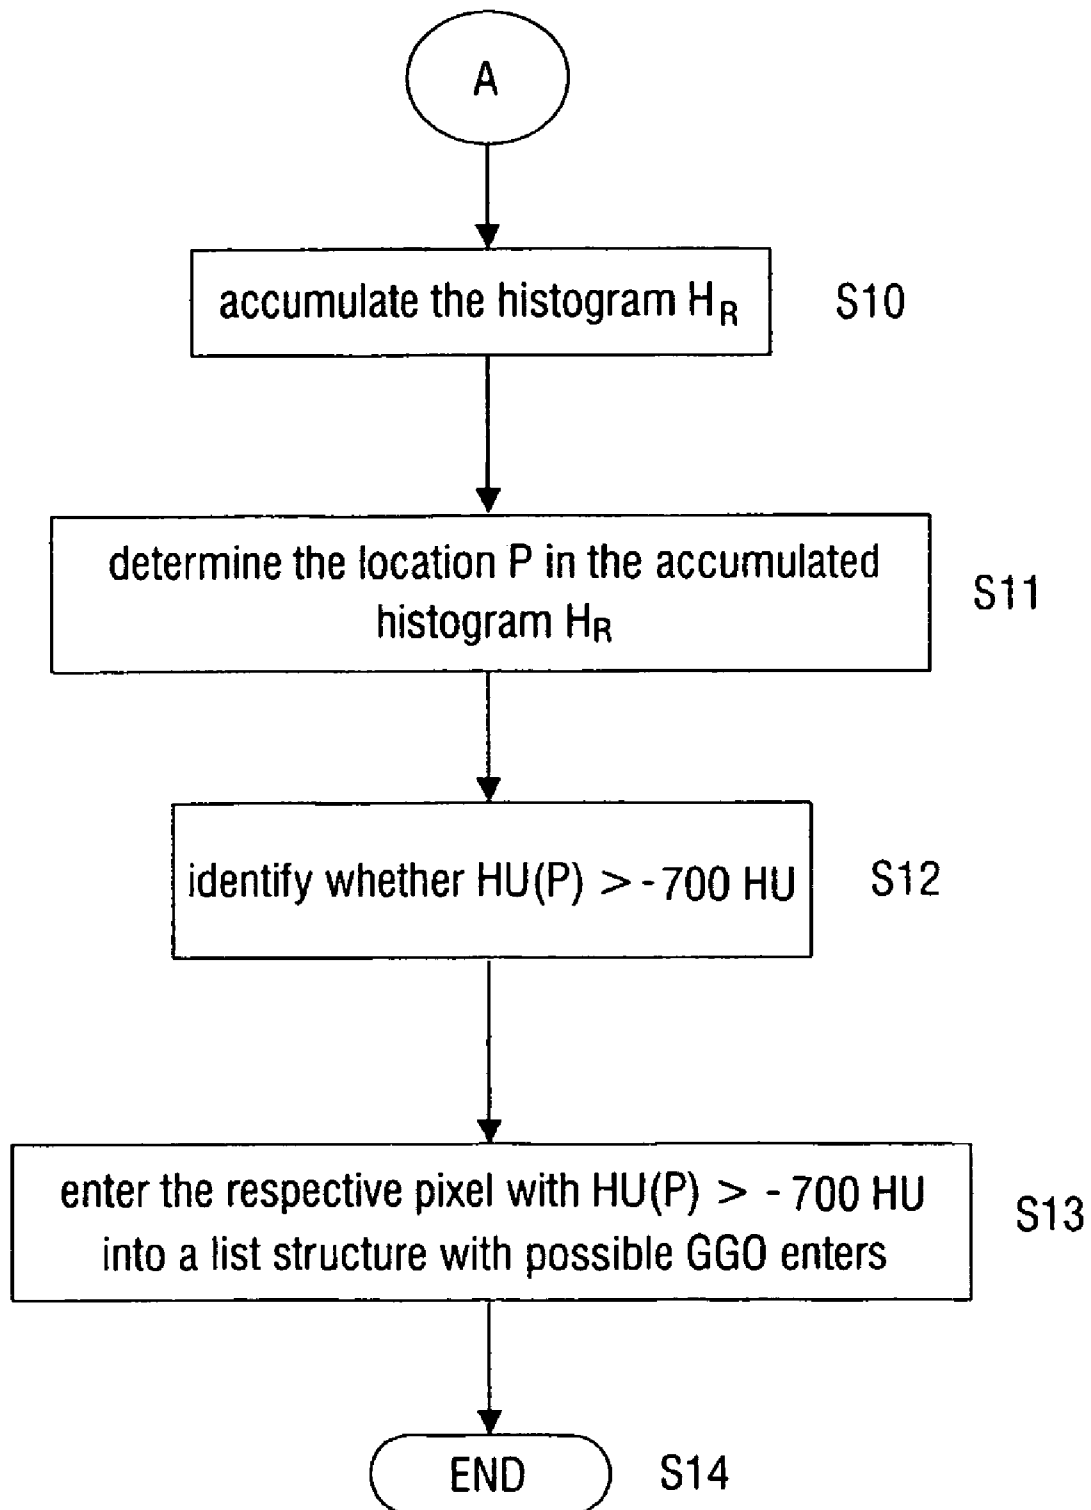 A
accumulate the histogram HR S10
determine the location P in the accumulated
histogram HR
S11
identify whether HU(P) > -700 HU S12
enter the respective pixel with HU(P) > - 700 HU
into a list structure with possible GGO enters
S13
END S14